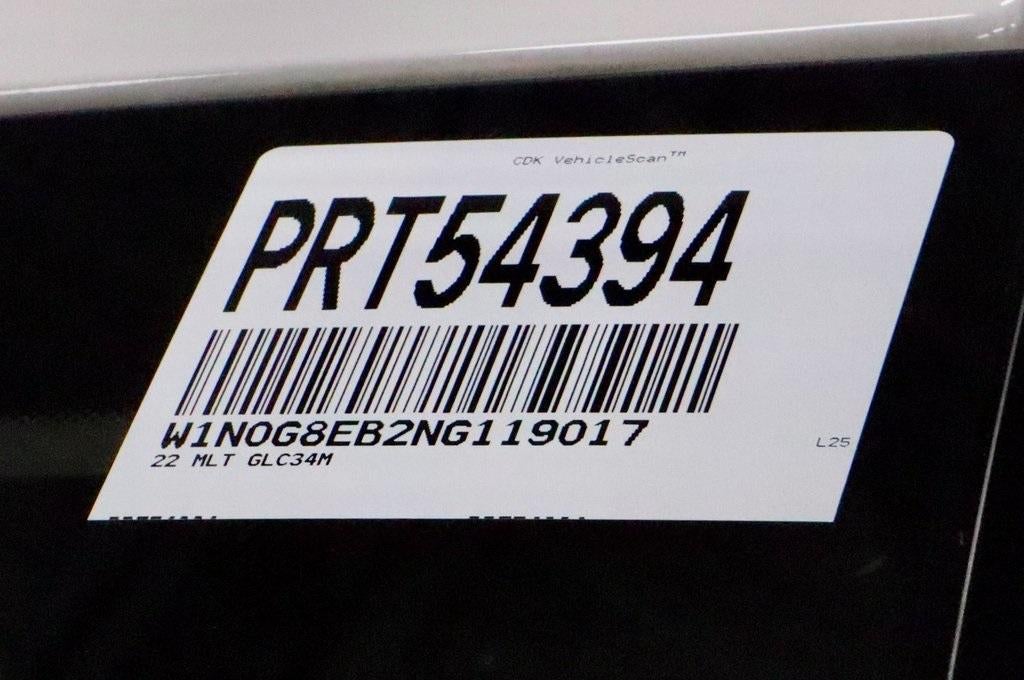 CDK VehicleScan™
PRT54394
W1N0G8EB2NG119017
22 MLT GLC34M
L25